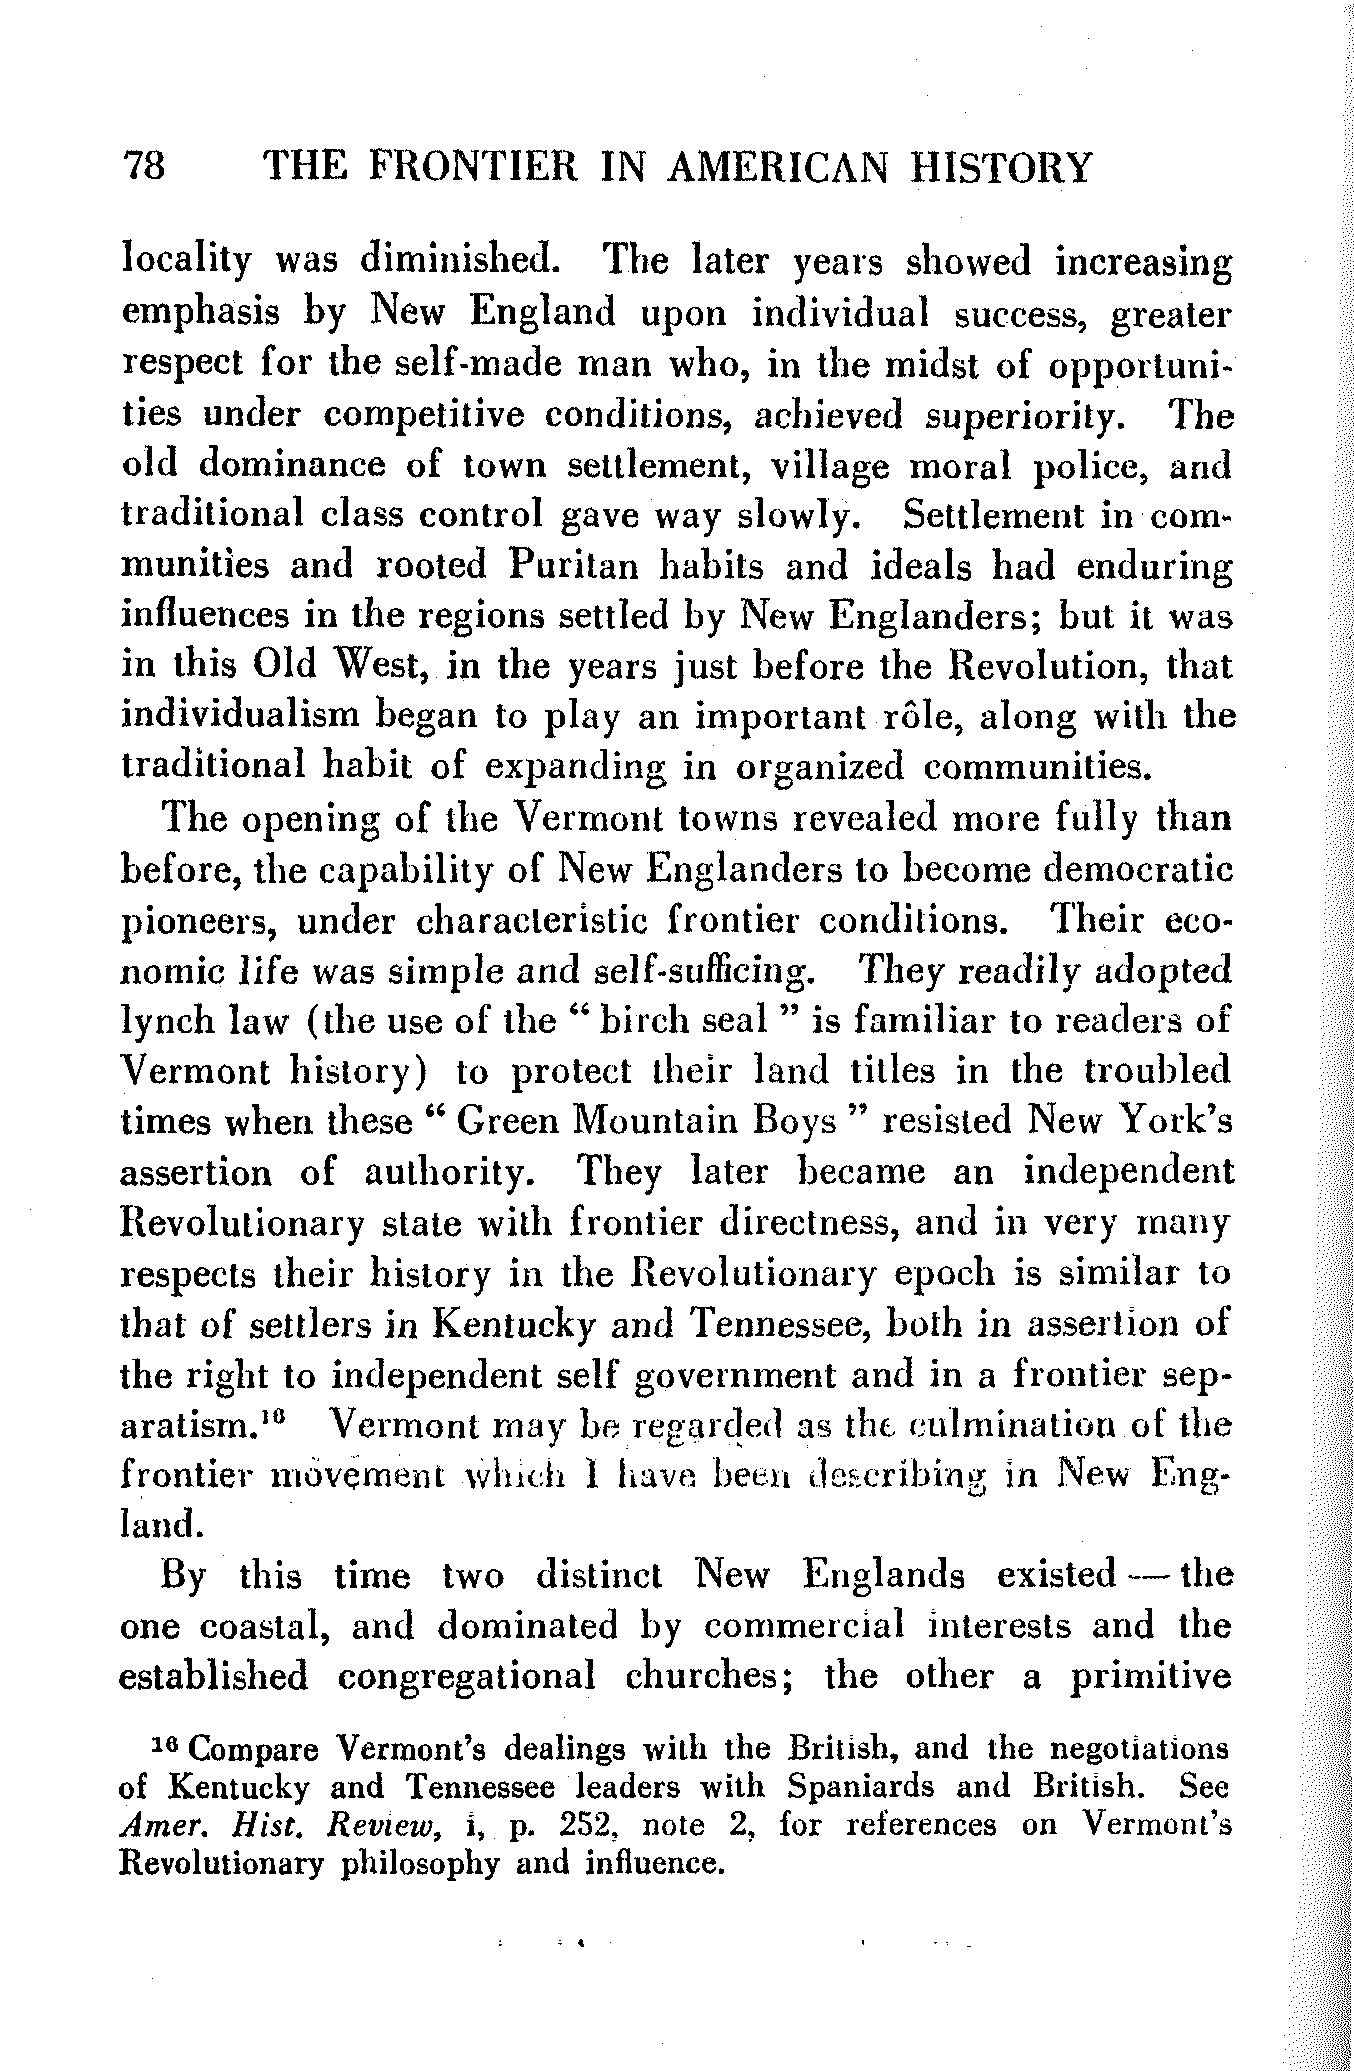 78 THE FRONTIER IN AMERICAN HISTORY
locality was diminished. The later years showed increasing
emphasis by New England upon individual success, greater
respect for the self-made man who, in the midst of opportuni-
ties under competitive conditions, achieved superiority. The
old dominance of town settlement, village moral police, and
traditional class control gave way slowly. Settlement in com-
munities and rooted Puritan habits and ideals had enduring
influences in the regions settled by New Englanders; but it was
in this Old West, in the years just before the Revolution, that
individualism began to play an important rôle, along with the
traditional habit of expanding in organized communities.
The opening of the Vermont towns revealed more fully than
before, the capability of New Englanders to become democratic
pioneers, under characteristic frontier conditions. Their eco-
nomic life was simple and self-sufficing. They readily adopted
lynch law (the use of the “ birch seal ” is familiar to readers of
Vermont history) to protect their land titles in the troubled
times when these “ Green Mountain Boys ” resisted New York's
assertion of authority. They later became an independent
Revolutionary state with frontier directness, and in very many
respects their history in the Revolutionary epoch is similar to
that of settlers in Kentucky and Tennessee, both in assertion of
the right to independent self government and in a frontier sep-
aratism.¹⁶ Vermont may be regarded as the culmination of the
frontier movement which I have been describing in New Eng-
land.
By this time two distinct New Englands existed — the
one coastal, and dominated by commercial interests and the
established congregational churches; the other a primitive
¹⁶ Compare Vermont's dealings with the British, and the negotiations
of Kentucky and Tennessee leaders with Spaniards and British. See
Amer. Hist. Review, i, p. 252, note 2, for references on Vermont's
Revolutionary philosophy and influence.